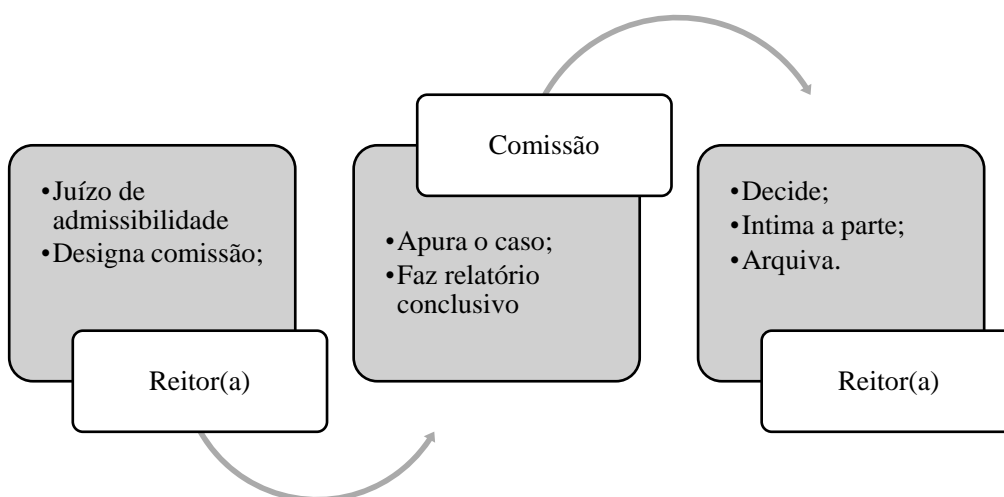 •Juízo de
admissibilidade
•Designa comissão;
Reitor(a)
Comissão
•Apura o caso;
•Faz relatório
conclusivo
•Decide;
•Intima a parte;
•Arquiva.
Reitor(a)